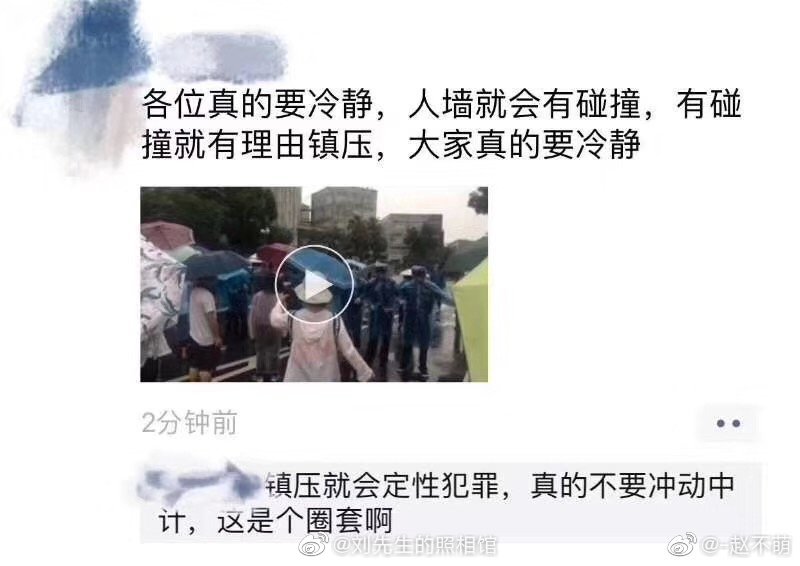 各位真的要冷静，人墙就会有碰撞，有碰
撞就有理由镇压，大家真的要冷静
2分钟前
镇压就会定性犯罪，真的不要冲动中
计，这是个圈套啊
@刘先生的照相馆
@-赵不萌